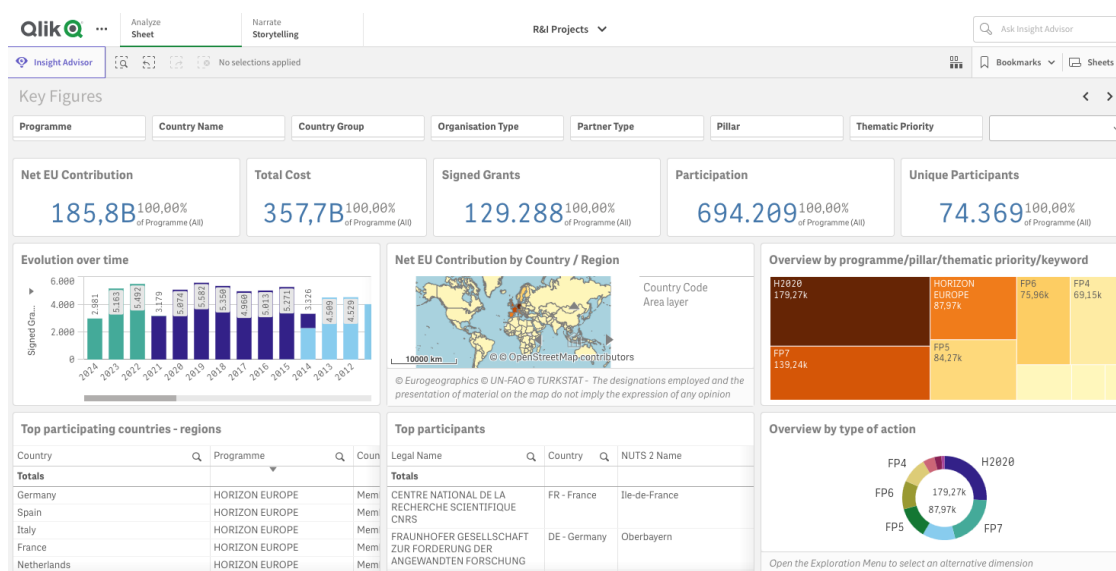 Qlik
Analyze
Sheet
Narrate
Storytelling
R&I Projects
Ask Insight Advisor
Insight Advisor
No selections applied
Bookmarks
Sheets
Key Figures
Programme
Country Name
Country Group
Organisation Type
Partner Type
Pillar
Thematic Priority
Net EU Contribution
185,8B 100,00%
of Programme (All)
Total Cost
357,7B 100,00%
of Programme (All)
Signed Grants
129.288 100,00%
of Programme (All)
Participation
694.209 100,00%
of Programme (All)
Unique Participants
74.369 100,00%
of Programme (All)
Evolution over time
Signed Gra...
6.000
4.000
2.000
0
2.981
5.163
5.492
3.179
5.074
5.582
5.350
4.960
5.013
5.271
3.326
4.509
4.529
2024
2023
2022
2021
2020
2019
2018
2017
2016
2015
2014
2013
2012
Net EU Contribution by Country / Region
Country Code
Area layer
10000 km
© © OpenStreetMap contributors
© Eurogeographics © UN-FAO © TURKSTAT - The designations employed and the
presentation of material on the map do not imply the expression of any opinion
Overview by programme/pillar/thematic priority/keyword
H2020
179,27k
FP7
139,24k
HORIZON
EUROPE
87,97k
FP5
84,27k
FP6
75,96k
FP4
69,15k
Top participating countries - regions
Country
Programme
Coun
Totals
Germany
HORIZON EUROPE
Mem
Spain
HORIZON EUROPE
Mem
Italy
HORIZON EUROPE
Mem
France
HORIZON EUROPE
Mem
Netherlands
HORIZON EUROPE
Mem
Top participants
Legal Name
Country
NUTS 2 Name
Totals
CENTRE NATIONAL DE LA
RECHERCHE SCIENTIFIQUE
CNRS
FR - France
Ile-de-France
FRAUNHOFER GESELLSCHAFT
ZUR FORDERUNG DER
ANGEWANDTEN FORSCHUNG
DE - Germany
Oberbayern
Overview by type of action
FP4
H2020
FP6
179,27k
87,97k
FP5
FP7
Open the Exploration Menu to select an alternative dimension